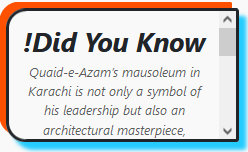 !Did You Know
Quaid-e-Azam's mausoleum in
Karachi is not only a symbol of
his leadership but also an
architectural masterpiece,